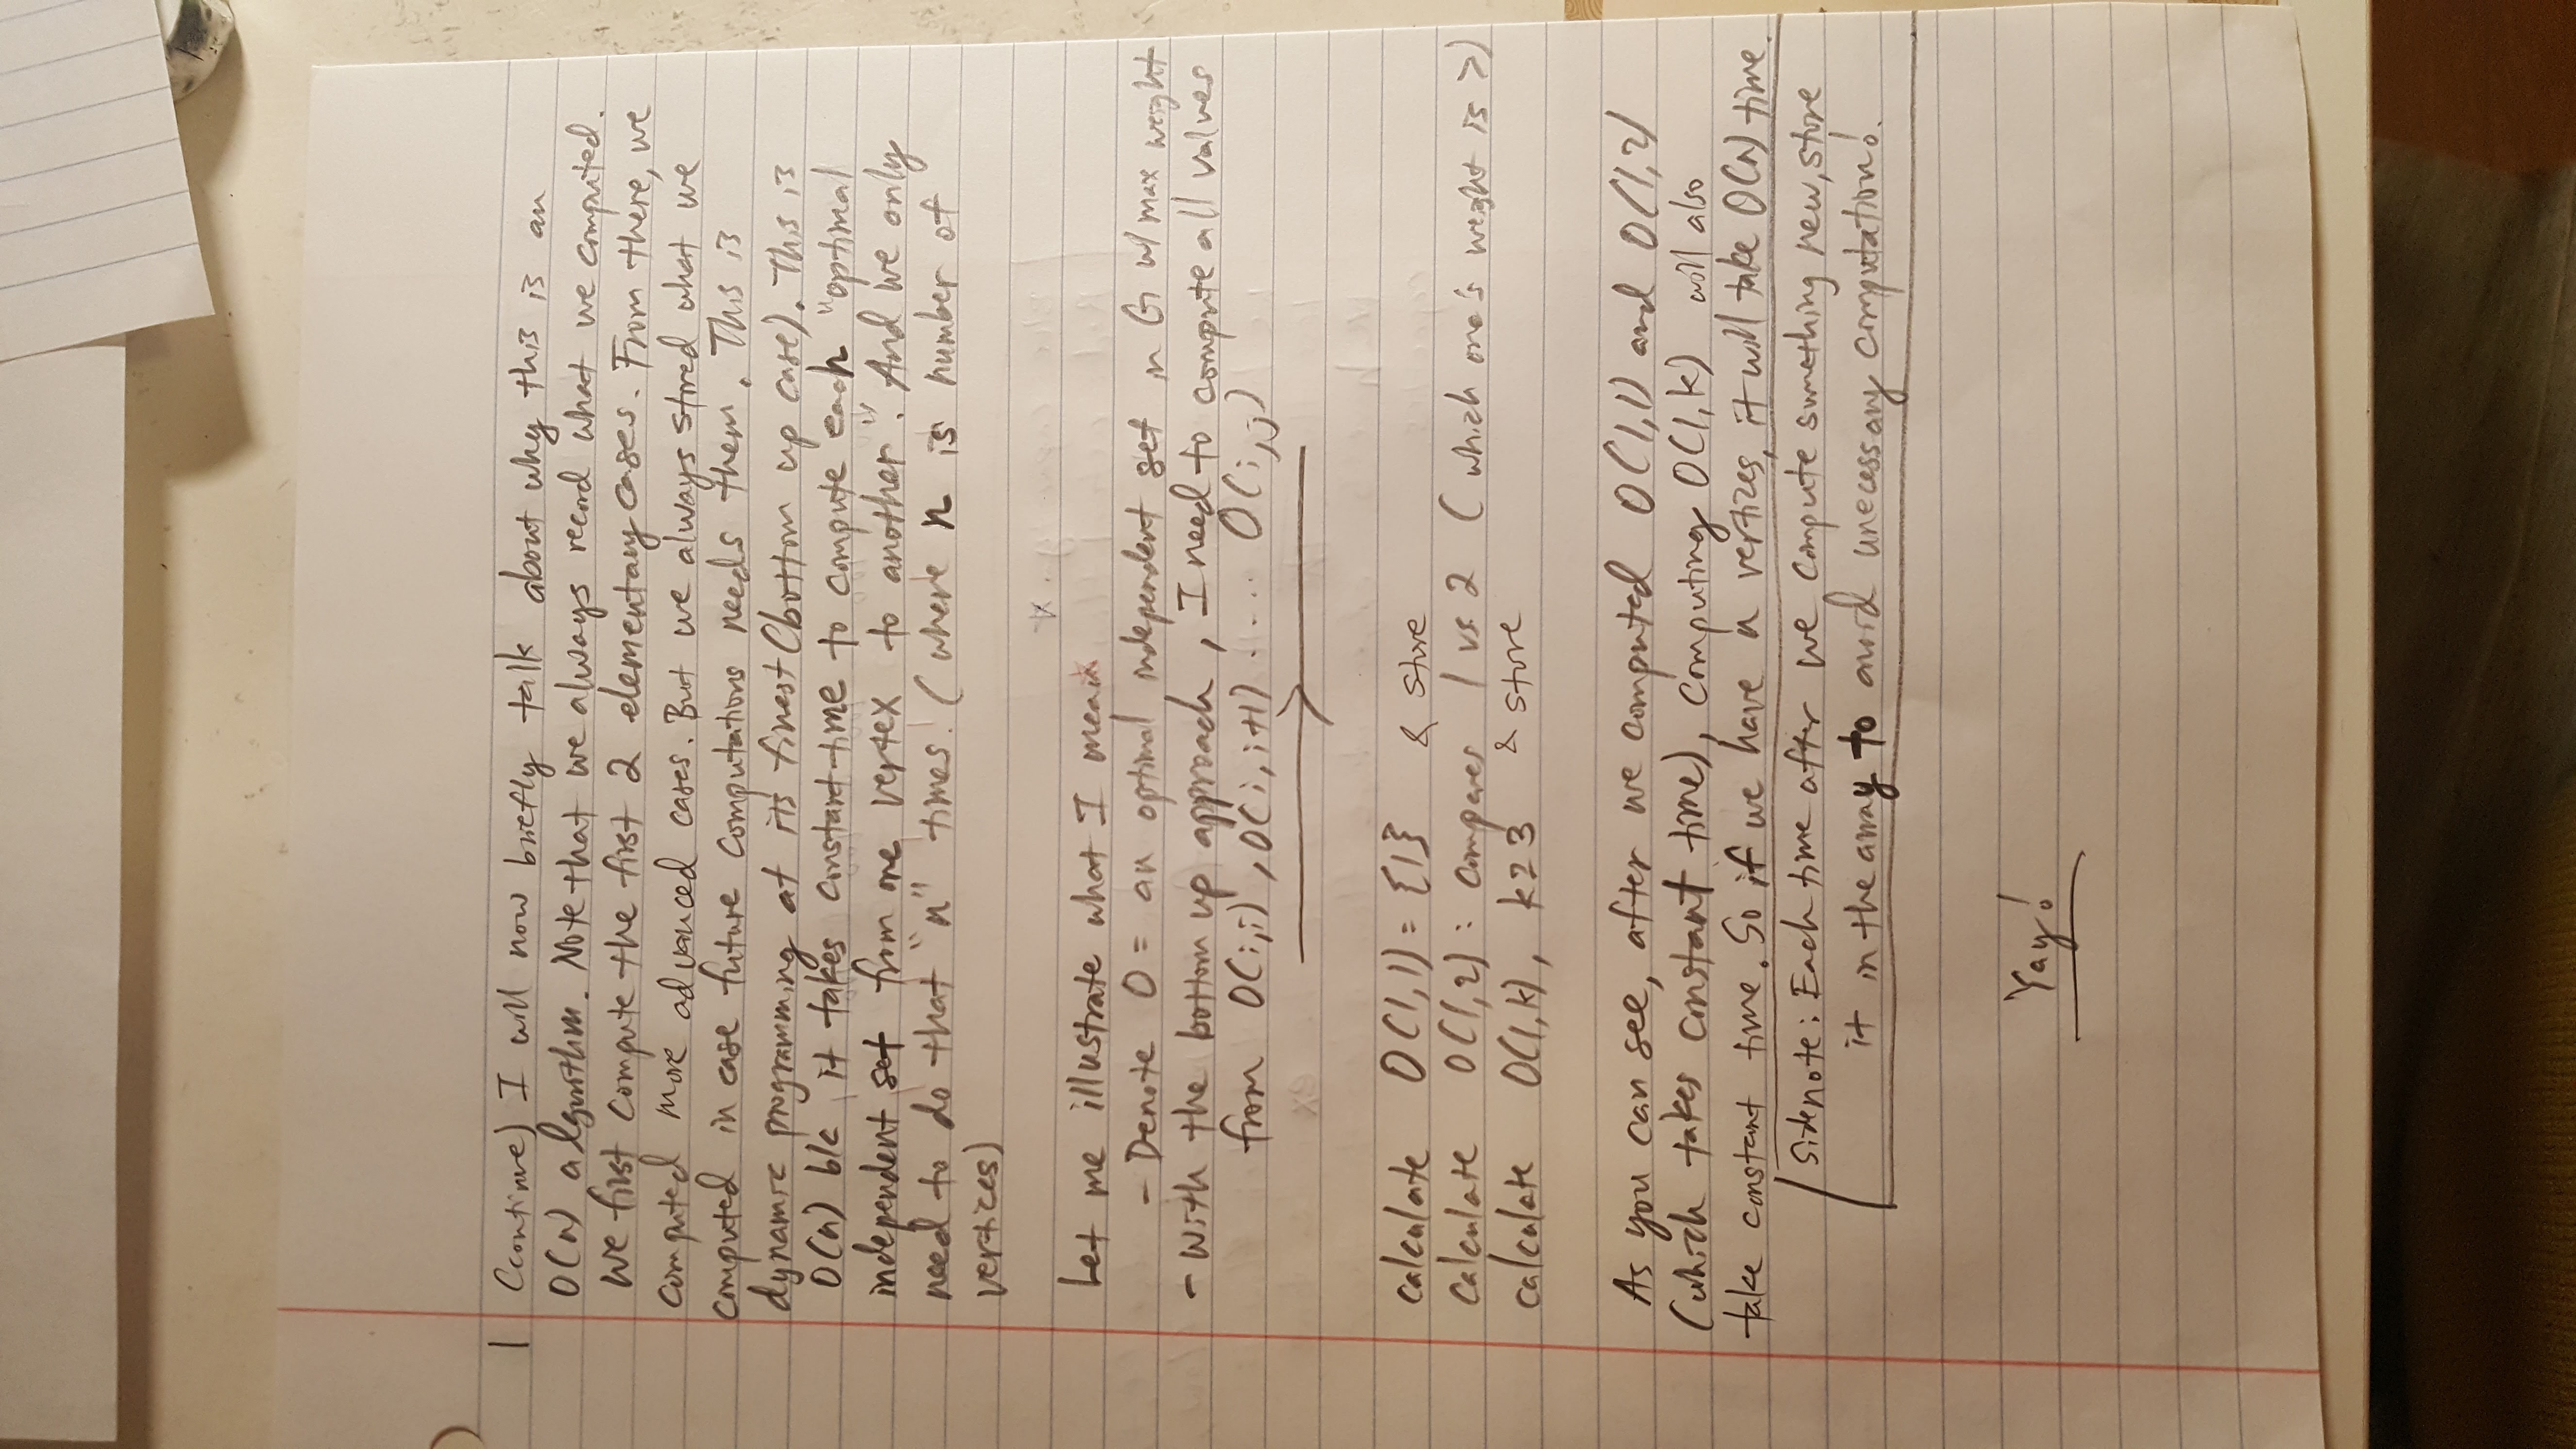 1 (continue) I will now briefly talk about why this is an
O(n) algorithm. Note that we always record what we computed.
We first compute the first 2 elementary cases. From there, we
computed more advanced cases. But we always stored what we
computed in case future computations needs them. This is
dynamic programming at its finest (bottom up case). This is
O(n) b/c it takes constant time to compute each "optimal
independent set from one vertex to another". And we only
need to do that "n" times! (where n is number of
vertices)
Let me illustrate what I mean
- Denote O = an optimal independent set in G w/ max weight
- With the bottom up approach, I need to compute all values
from O(i,i), O(i,i+1) ..... O(i,j)
calculate O(1,1) = {1} & store
calculate O(1,2): compares 1 vs. 2 (which one's weight is >)
calculate O(1,k), k≥3 & store
As you can see, after we computed O(1,1) and O(1,2)
(which takes constant time), computing O(1,k) will also
take constant time. So if we have n vertices, it will take O(n) time.
Sidenote: Each time after we compute something new, store
it in the array to avoid unecessary computation!
Yay!